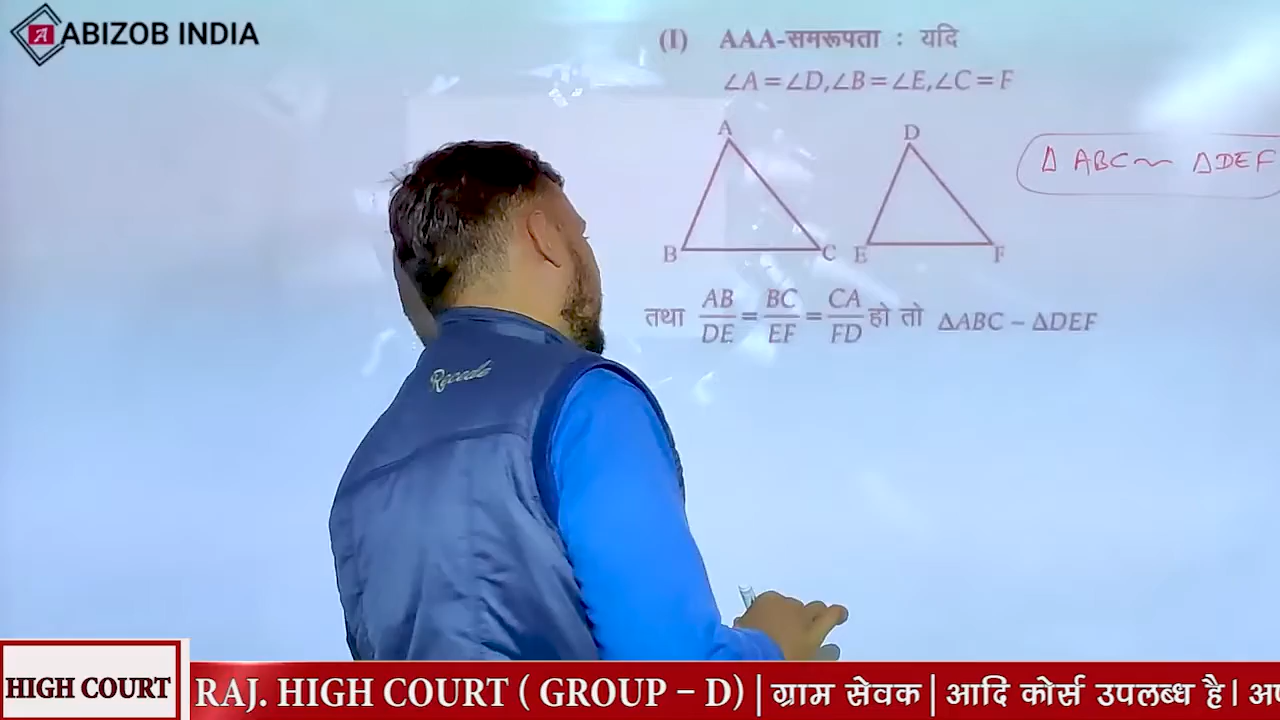 ABIZOB INDIA
(I) AAA-समरूपता : यदि
∠A=∠D,∠B=∠E,∠C=F
A
D
Δ ABC ~ ΔDEF
B
C
E
F
तथा AB/DE = BC/EF = CA/FD हो तो ΔABC – ΔDEF
Recede
HIGH COURT
RAJ. HIGH COURT ( GROUP – D) | ग्राम सेवक | आदि कोर्स उपलब्ध है।